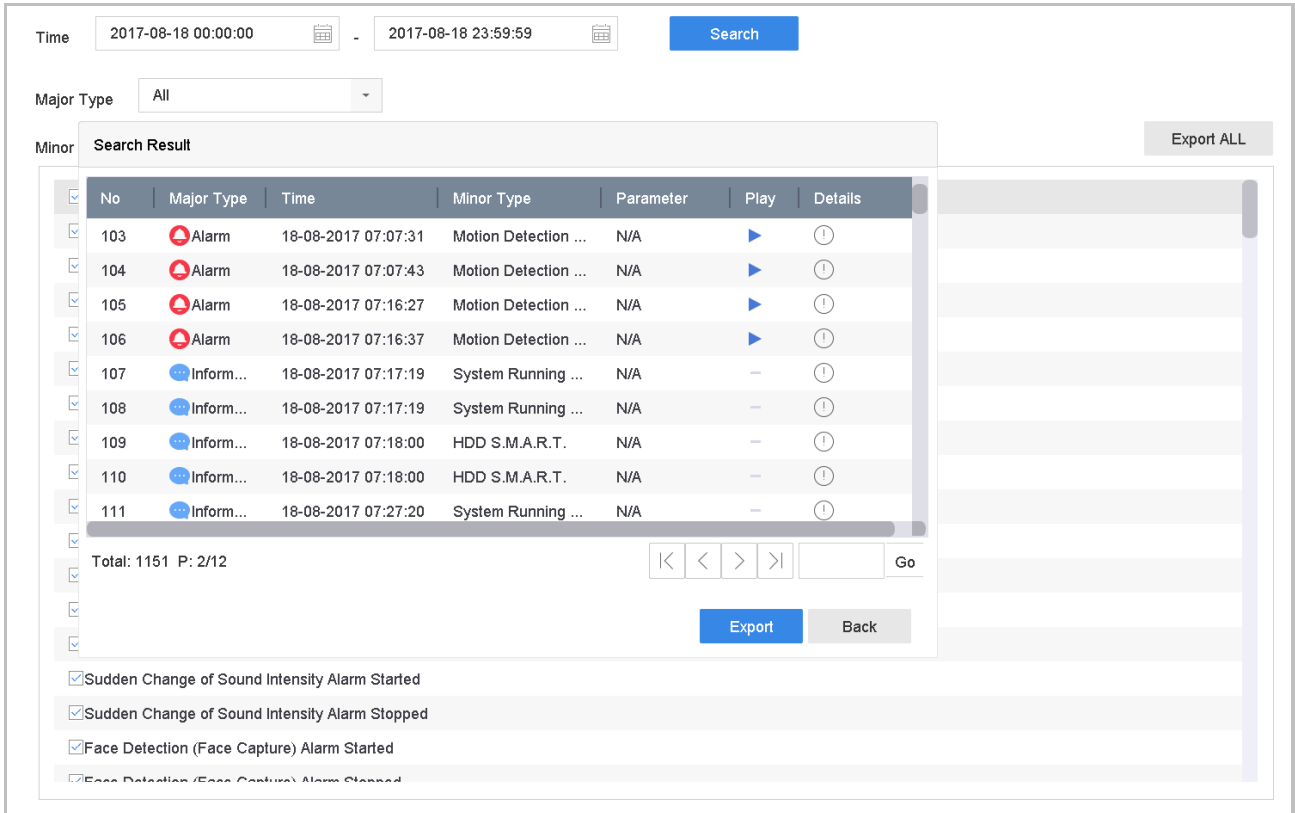 Time 2017-08-18 00:00:00 - 2017-08-18 23:59:59 Search
Major Type All
Minor Search Result Export ALL
No Major Type Time Minor Type Parameter Play Details
103 Alarm 18-08-2017 07:07:31 Motion Detection ... N/A
104 Alarm 18-08-2017 07:07:43 Motion Detection ... N/A
105 Alarm 18-08-2017 07:16:27 Motion Detection ... N/A
106 Alarm 18-08-2017 07:16:37 Motion Detection ... N/A
107 Inform... 18-08-2017 07:17:19 System Running ... N/A –
108 Inform... 18-08-2017 07:17:19 System Running ... N/A –
109 Inform... 18-08-2017 07:18:00 HDD S.M.A.R.T. N/A –
110 Inform... 18-08-2017 07:18:00 HDD S.M.A.R.T. N/A –
111 Inform... 18-08-2017 07:27:20 System Running ... N/A –
Total: 1151 P: 2/12 Go
Export Back
Sudden Change of Sound Intensity Alarm Started
Sudden Change of Sound Intensity Alarm Stopped
Face Detection (Face Capture) Alarm Started
Face Detection (Face Capture) Alarm Stopped